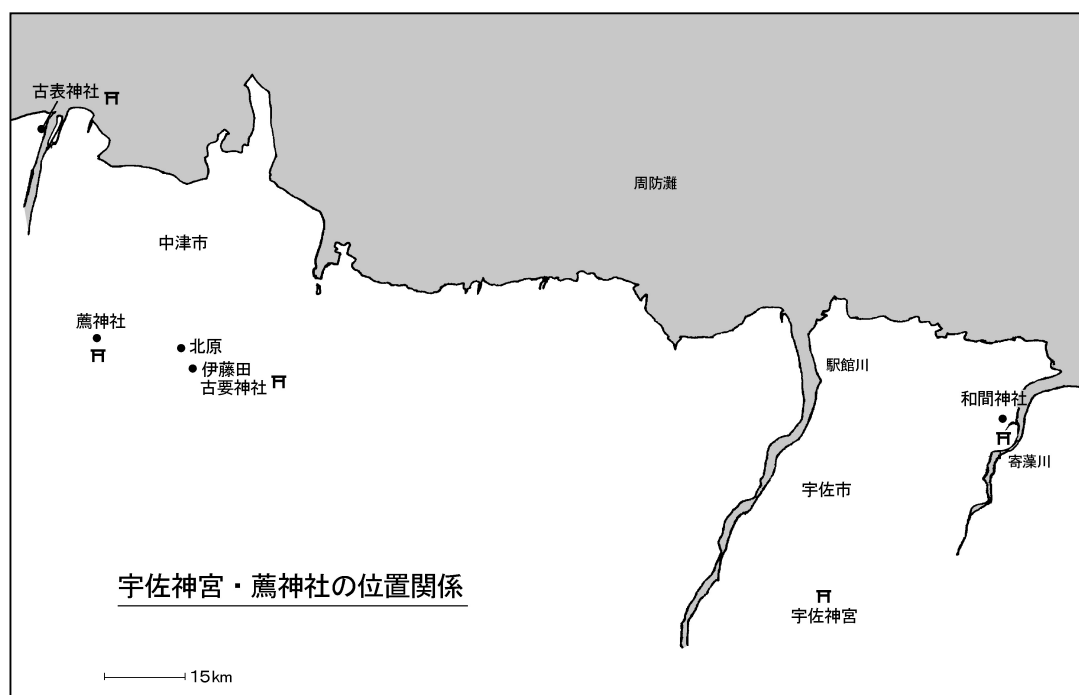 古表神社
周防灘
中津市
薦神社
北原
伊藤田
古要神社
駅館川
和間神社
寄藻川
宇佐市
宇佐神宮・薦神社の位置関係
宇佐神宮
15km